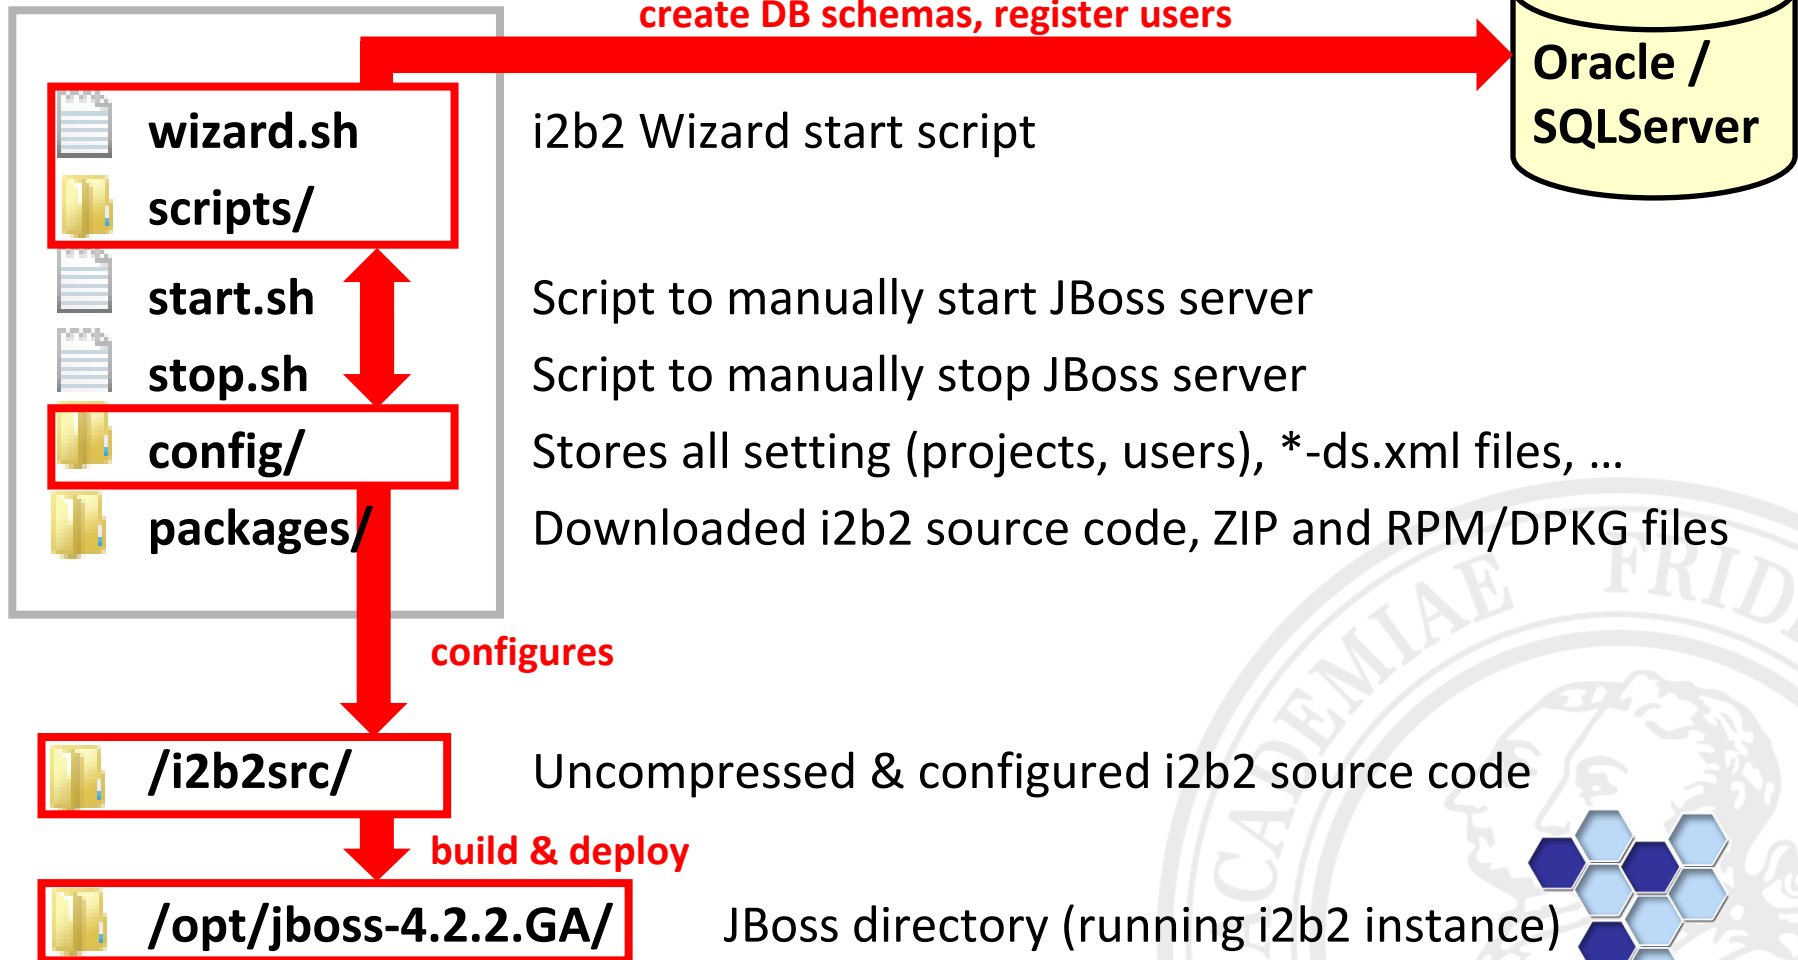 create DB schemas, register users
Oracle /
SQLServer
wizard.sh i2b2 Wizard start script
scripts/
start.sh Script to manually start JBoss server
stop.sh Script to manually stop JBoss server
config/ Stores all setting (projects, users), *-ds.xml files, …
packages/ Downloaded i2b2 source code, ZIP and RPM/DPKG files
configures
/i2b2src/ Uncompressed & configured i2b2 source code
build & deploy
/opt/jboss-4.2.2.GA/ JBoss directory (running i2b2 instance)
ACADEMIAE